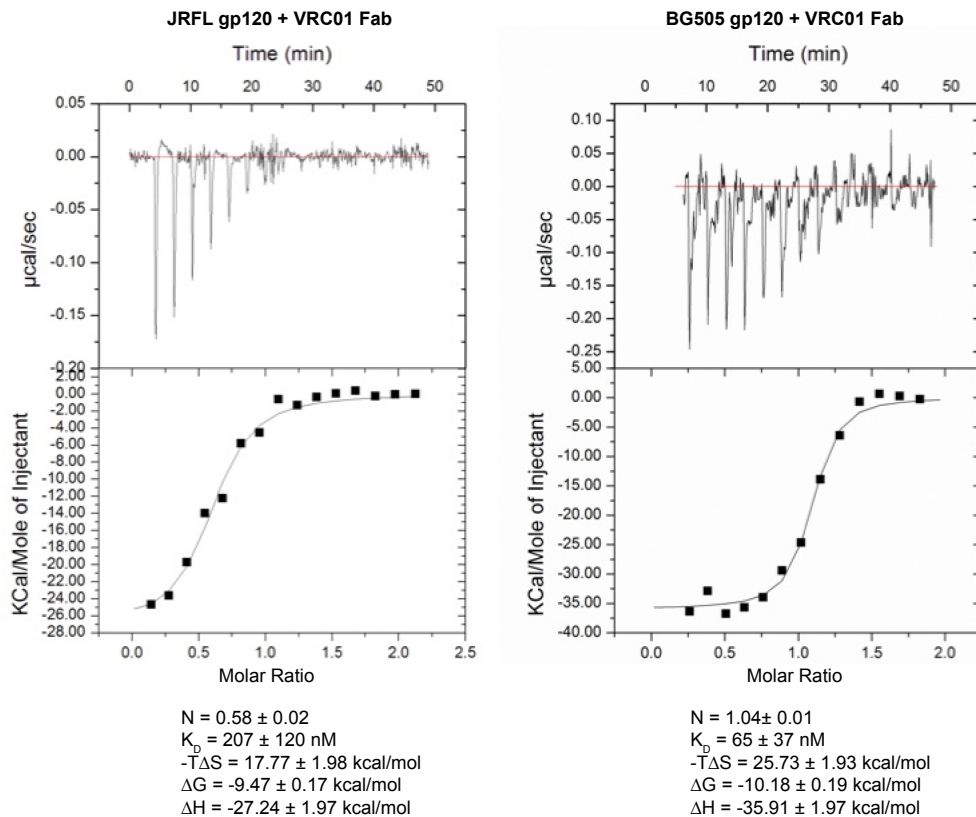 JRFL gp120 + VRC01 Fab
Time (min)
0 10 20 30 40 50
0.05
0.00
-0.05
-0.10
-0.15
-0.20
µcal/sec
2.00
0.00
-2.00
-4.00
-6.00
-8.00
-10.00
-12.00
-14.00
-16.00
-18.00
-20.00
-22.00
-24.00
-26.00
-28.00
KCal/Mole of Injectant
0.0 0.5 1.0 1.5 2.0 2.5
Molar Ratio
N = 0.58 ± 0.02
K_D = 207 ± 120 nM
-TΔS = 17.77 ± 1.98 kcal/mol
ΔG = -9.47 ± 0.17 kcal/mol
ΔH = -27.24 ± 1.97 kcal/mol
BG505 gp120 + VRC01 Fab
Time (min)
0 10 20 30 40 50
0.10
0.05
0.00
-0.05
-0.10
-0.15
-0.20
-0.25
µcal/sec
5.00
0.00
-5.00
-10.00
-15.00
-20.00
-25.00
-30.00
-35.00
-40.00
KCal/Mole of Injectant
0.0 0.5 1.0 1.5 2.0
Molar Ratio
N = 1.04± 0.01
K_D = 65 ± 37 nM
-TΔS = 25.73 ± 1.93 kcal/mol
ΔG = -10.18 ± 0.19 kcal/mol
ΔH = -35.91 ± 1.97 kcal/mol